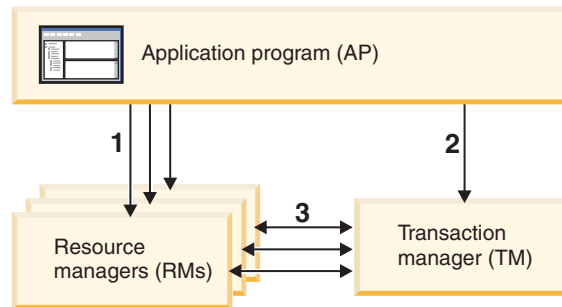 Application program (AP)
1
2
3
Resource
managers (RMs)
Transaction
manager (TM)